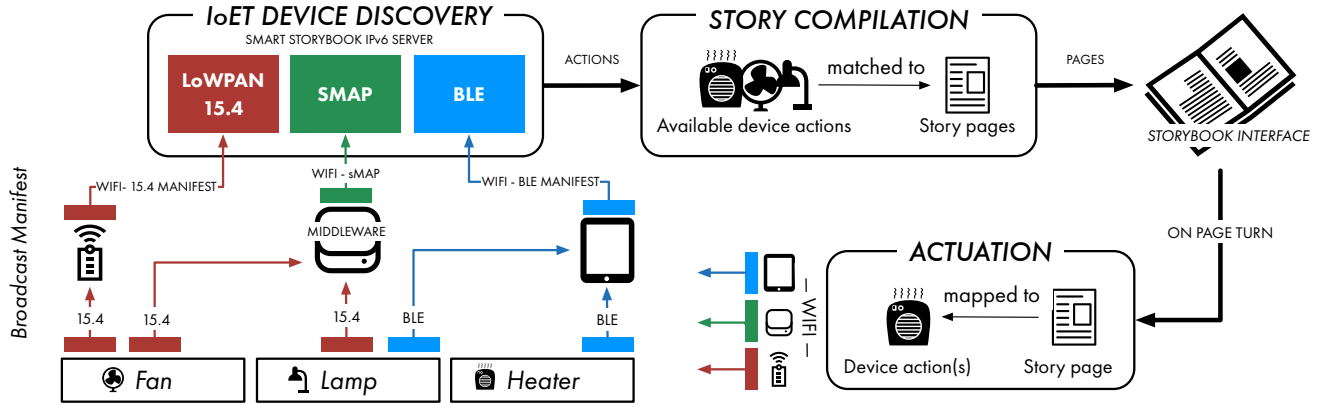 IoET DEVICE DISCOVERY
SMART STORYBOOK IPv6 SERVER
LoWPAN
15.4
SMAP
BLE
ACTIONS
STORY COMPILATION
matched to
Available device actions
Story pages
PAGES
STORYBOOK INTERFACE
Broadcast Manifest
WIFI- 15.4 MANIFEST
WIFI - sMAP
WIFI - BLE MANIFEST
MIDDLEWARE
15.4
15.4
15.4
BLE
BLE
Fan
Lamp
Heater
ON PAGE TURN
ACTUATION
— WIFI —
mapped to
Device action(s)
Story page